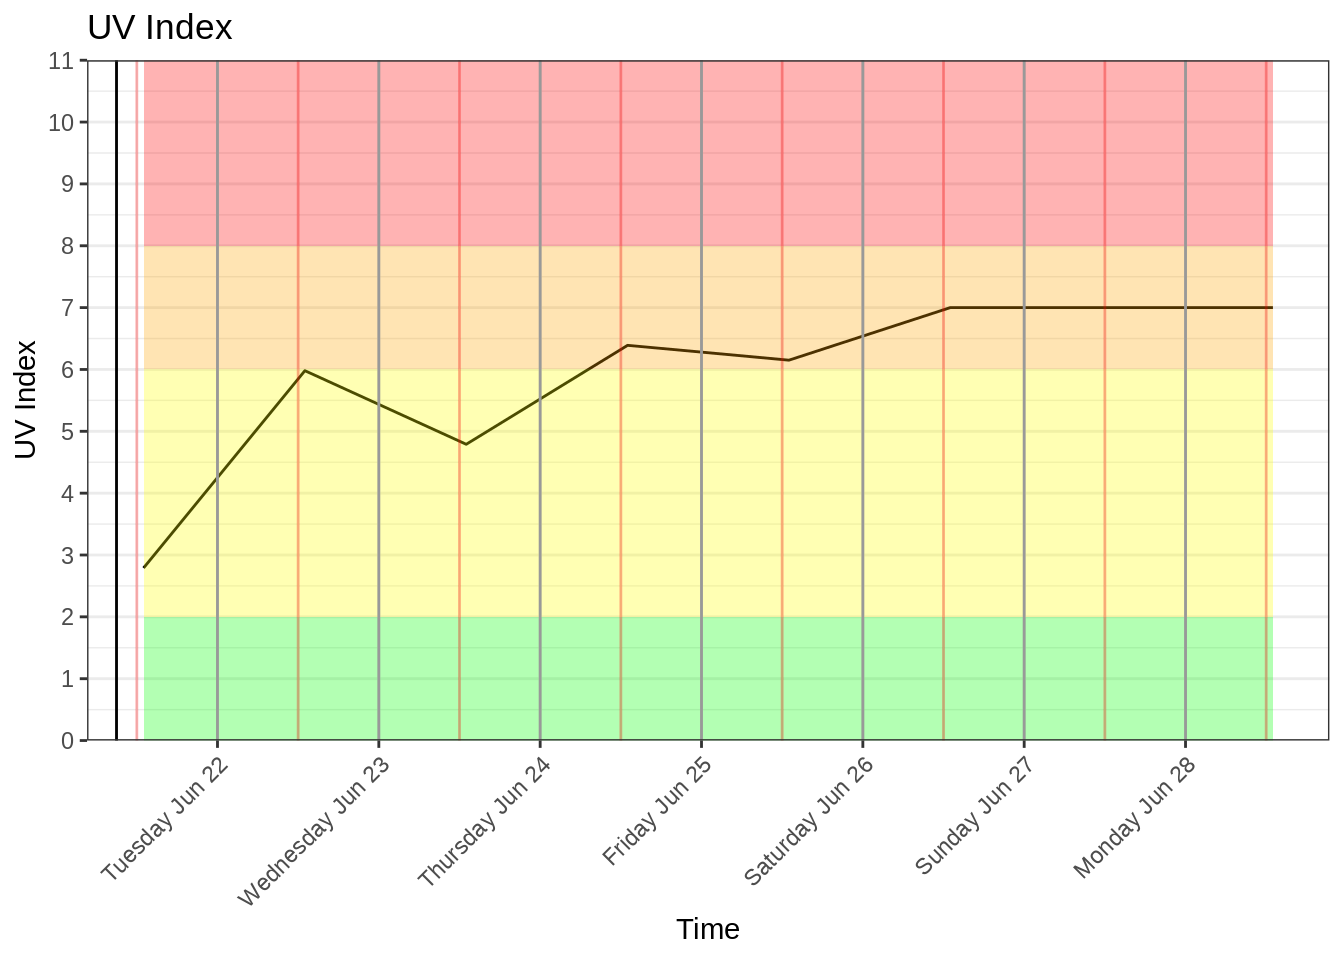 UV Index
11
10
9
8
7
6
5
4
3
2
1
0
UV Index
Tuesday Jun 22
Wednesday Jun 23
Thursday Jun 24
Friday Jun 25
Saturday Jun 26
Sunday Jun 27
Monday Jun 28
Time